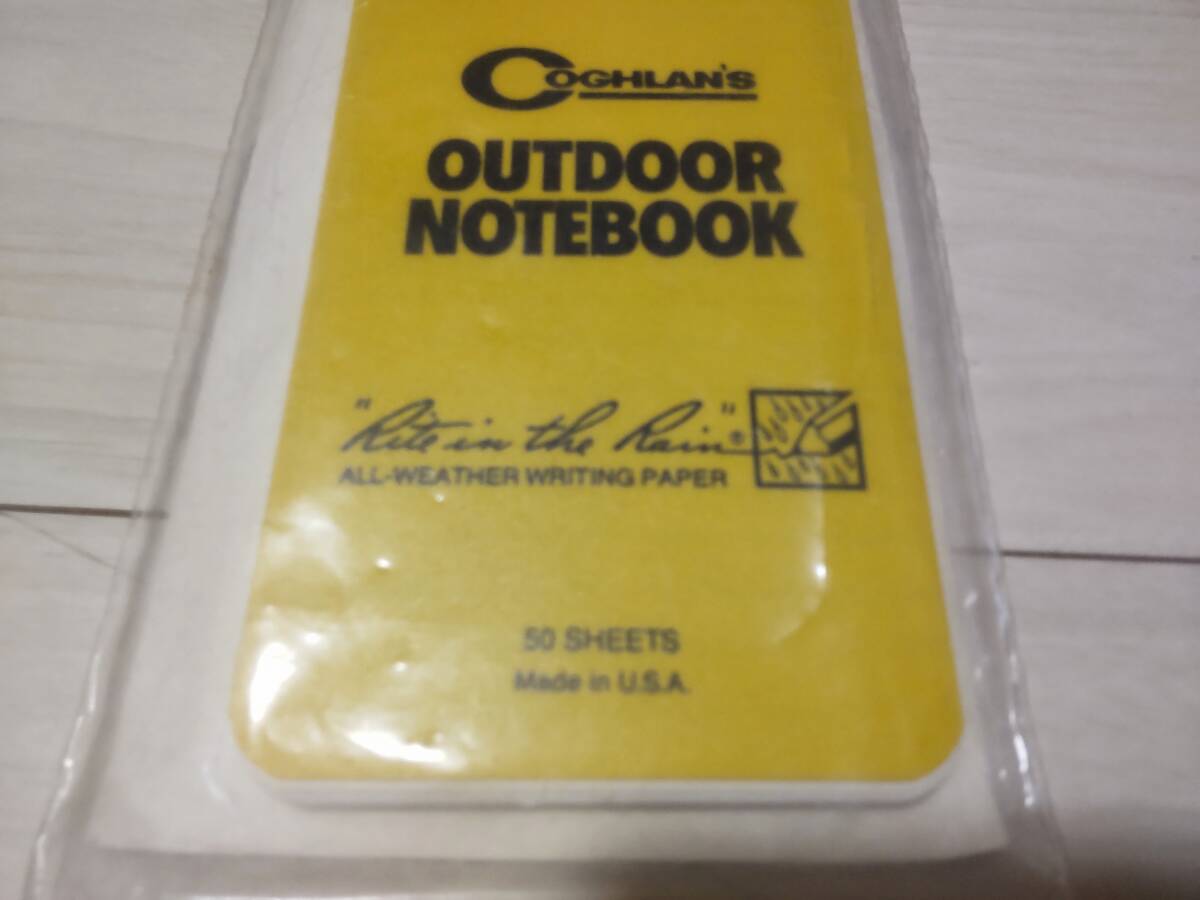 COGHLAN'S
OUTDOOR
NOTEBOOK
"Rite in the Rain"®
ALL-WEATHER WRITING PAPER
50 SHEETS
Made in U.S.A.